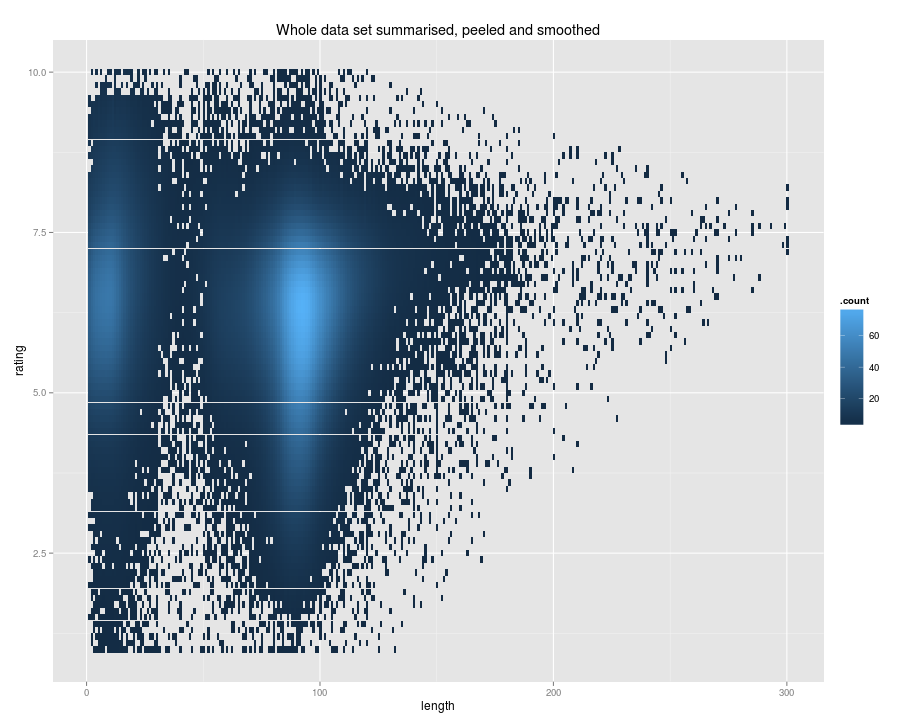 Whole data set summarised, peeled and smoothed
10.0
7.5
5.0
2.5
rating
0
100
200
300
length
.count
60
40
20